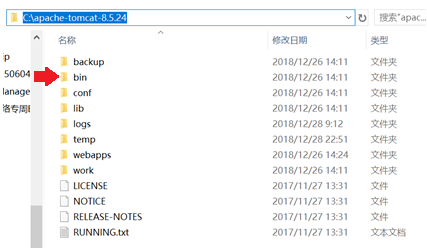 C:\apache-tomcat-8.5.24
搜索"apac...
名称 修改日期 类型
backup 2018/12/26 14:11 文件夹
bin 2018/12/26 14:11 文件夹
conf 2018/12/26 14:11 文件夹
lib 2018/12/26 14:11 文件夹
logs 2018/12/28 9:12 文件夹
temp 2018/12/28 22:51 文件夹
webapps 2018/12/26 14:24 文件夹
work 2018/12/26 14:11 文件夹
LICENSE 2017/11/27 13:31 文件
NOTICE 2017/11/27 13:31 文件
RELEASE-NOTES 2017/11/27 13:31 文件
RUNNING.txt 2017/11/27 13:31 文本文档
50604
anage